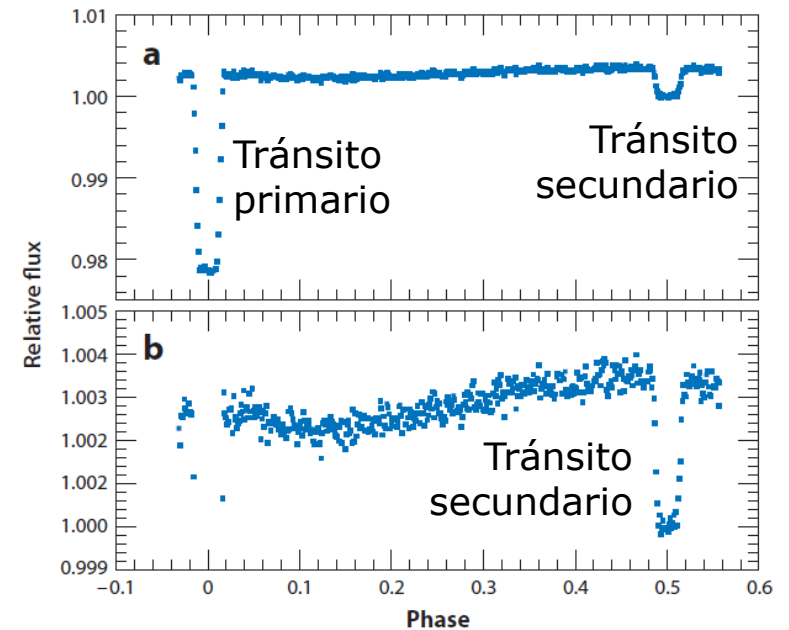 1.01
a
1.00
Tránsito
primario
Tránsito
secundario
0.99
0.98
Relative flux
1.005
b
1.004
1.003
1.002
Tránsito
secundario
1.002
1.000
0.999
−0.1 0 0.1 0.2 0.3 0.4 0.5 0.6
Phase